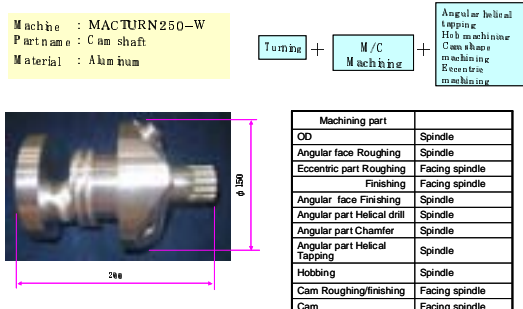 Machine : MACTURN250-W
Partname : Cam shaft
Material : Aluminum
Turning + M/C Machining +
Angular helical
tapping
Hob machining
Cam shape
machining
Eccentric
machining
φ150
200
Machining part
OD Spindle
Angular face Roughing Spindle
Eccentric part Roughing Facing spindle
Finishing Facing spindle
Angular face Finishing Spindle
Angular part Helical drill Spindle
Angular part Chamfer Spindle
Angular part Helical
Tapping Spindle
Hobbing Spindle
Cam Roughing/finishing Facing spindle
Cam Facing spindle